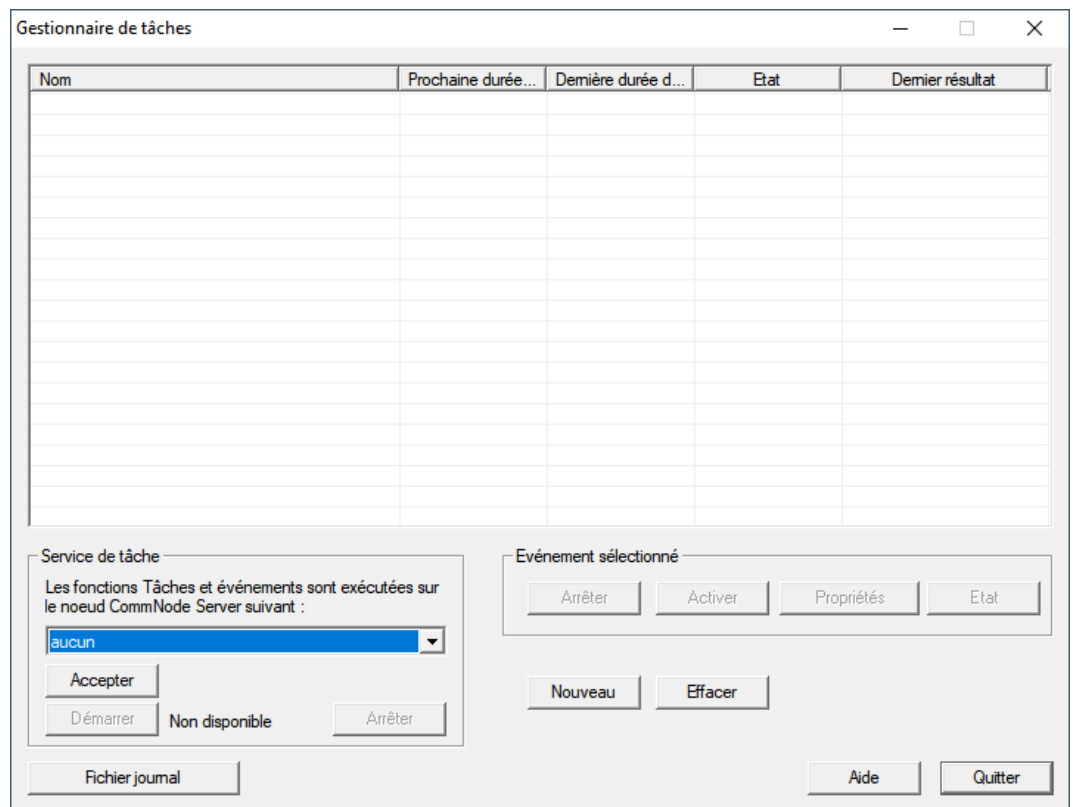 Gestionnaire de tâches
Nom Prochaine durée... Dernière durée d... Etat Dernier résultat
Service de tâche
Les fonctions Tâches et événements sont exécutées sur
le noeud CommNode Server suivant :
aucun
Accepter
Démarrer Non disponible Arrêter
Evénement sélectionné
Arrêter Activer Propriétés Etat
Nouveau Effacer
Fichier journal Aide Quitter